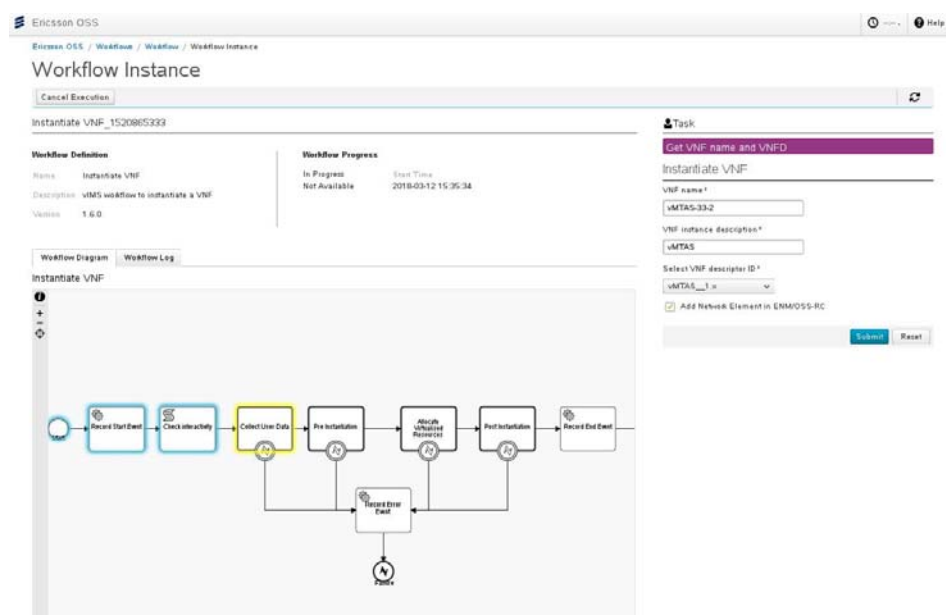 Ericsson OSS
Help
Ericsson OSS / Workflows / Workflow / Workflow Instance
Workflow Instance
Cancel Execution
Instantiate VNF_1520865333
Workflow Definition
Name Instantiate VNF
Description vIMS workflow to instantiate a VNF
Version 1.6.0
Workflow Progress
In Progress Start Time
Not Available 2018-03-12 15:35:34
Workflow Diagram Workflow Log
Instantiate VNF
Record Start Event
Check interactivity
Collect User Data
Pre Instantiation
Allocate
Virtualized
Resources
Post Instantiation
Record End Event
Record Error
Event
Task
Get VNF name and VNFD
Instantiate VNF
VNF name*
vMTAS-33-2
VNF instance description*
vMTAS
Select VNF descriptor ID*
vMTAS__1.x
Add Network Element in ENM/OSS-RC
Submit Reset